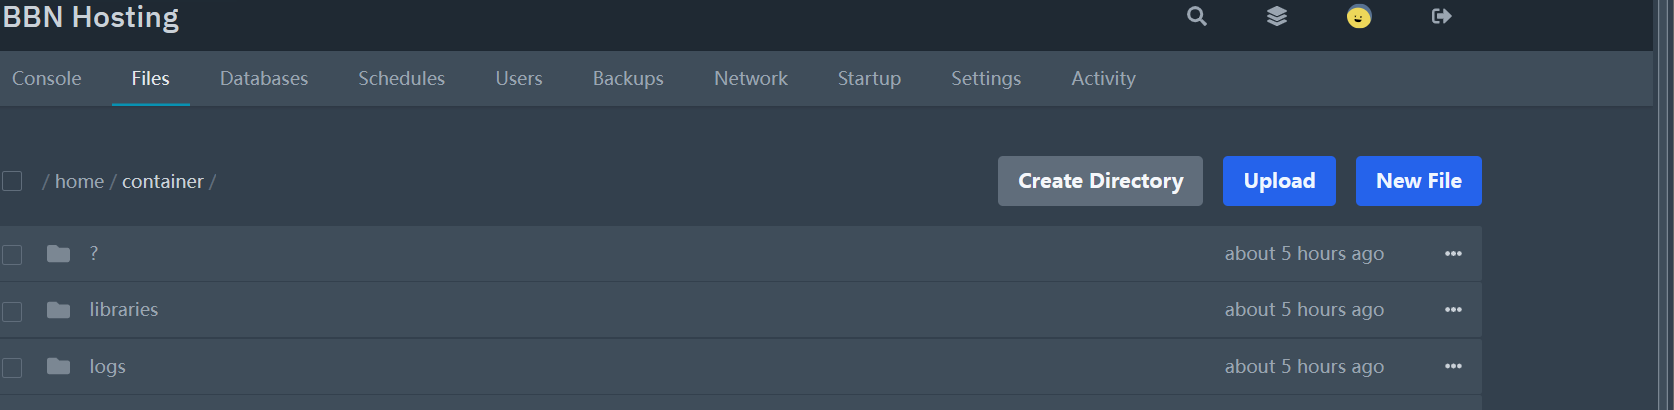 BBN Hosting
Console Files Databases Schedules Users Backups Network Startup Settings Activity
/ home / container /
Create Directory Upload New File
? about 5 hours ago
libraries about 5 hours ago
logs about 5 hours ago